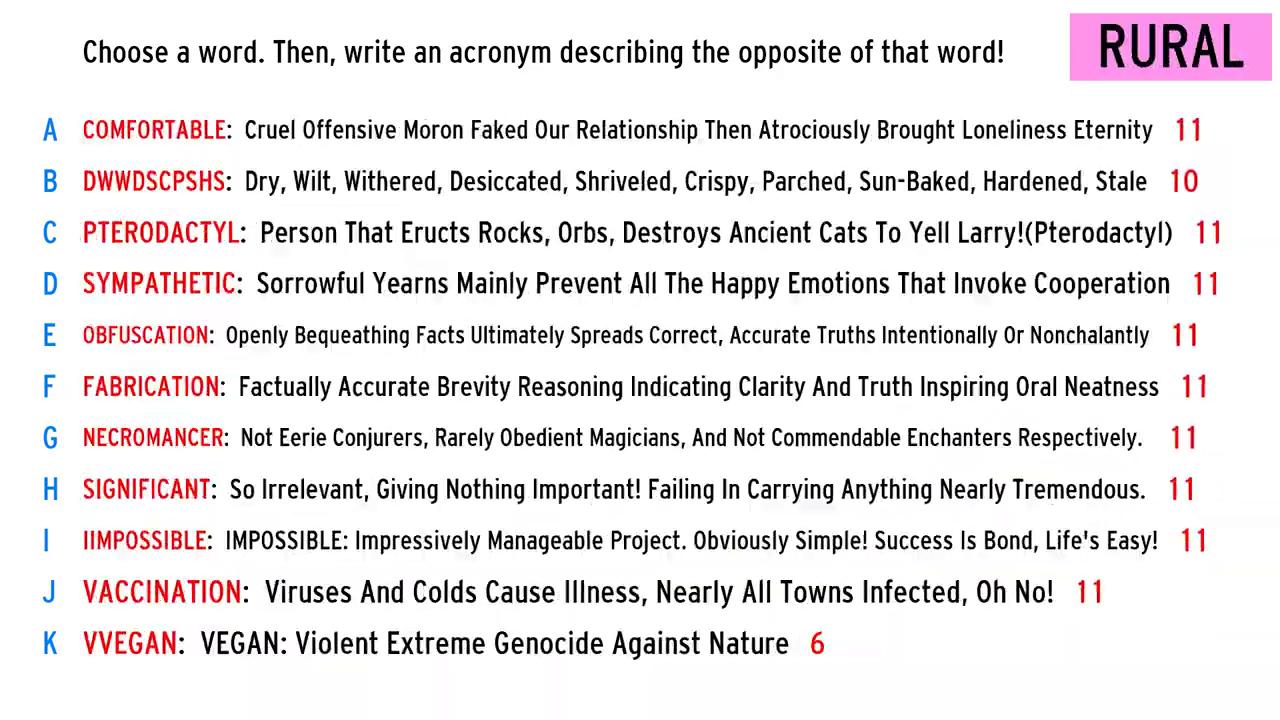 Choose a word. Then, write an acronym describing the opposite of that word!
RURAL
A COMFORTABLE: Cruel Offensive Moron Faked Our Relationship Then Atrociously Brought Loneliness Eternity 11
B DWWDSCPSHS: Dry, Wilt, Withered, Desiccated, Shriveled, Crispy, Parched, Sun-Baked, Hardened, Stale 10
C PTERODACTYL: Person That Eructs Rocks, Orbs, Destroys Ancient Cats To Yell Larry!(Pterodactyl) 11
D SYMPATHETIC: Sorrowful Yearns Mainly Prevent All The Happy Emotions That Invoke Cooperation 11
E OBFUSCATION: Openly Bequeathing Facts Ultimately Spreads Correct, Accurate Truths Intentionally Or Nonchalantly 11
F FABRICATION: Factually Accurate Brevity Reasoning Indicating Clarity And Truth Inspiring Oral Neatness 11
G NECROMANCER: Not Eerie Conjurers, Rarely Obedient Magicians, And Not Commendable Enchanters Respectively. 11
H SIGNIFICANT: So Irrelevant, Giving Nothing Important! Failing In Carrying Anything Nearly Tremendous. 11
I IIMPOSSIBLE: IMPOSSIBLE: Impressively Manageable Project. Obviously Simple! Success Is Bond, Life's Easy! 11
J VACCINATION: Viruses And Colds Cause Illness, Nearly All Towns Infected, Oh No! 11
K VVEGAN: VEGAN: Violent Extreme Genocide Against Nature 6